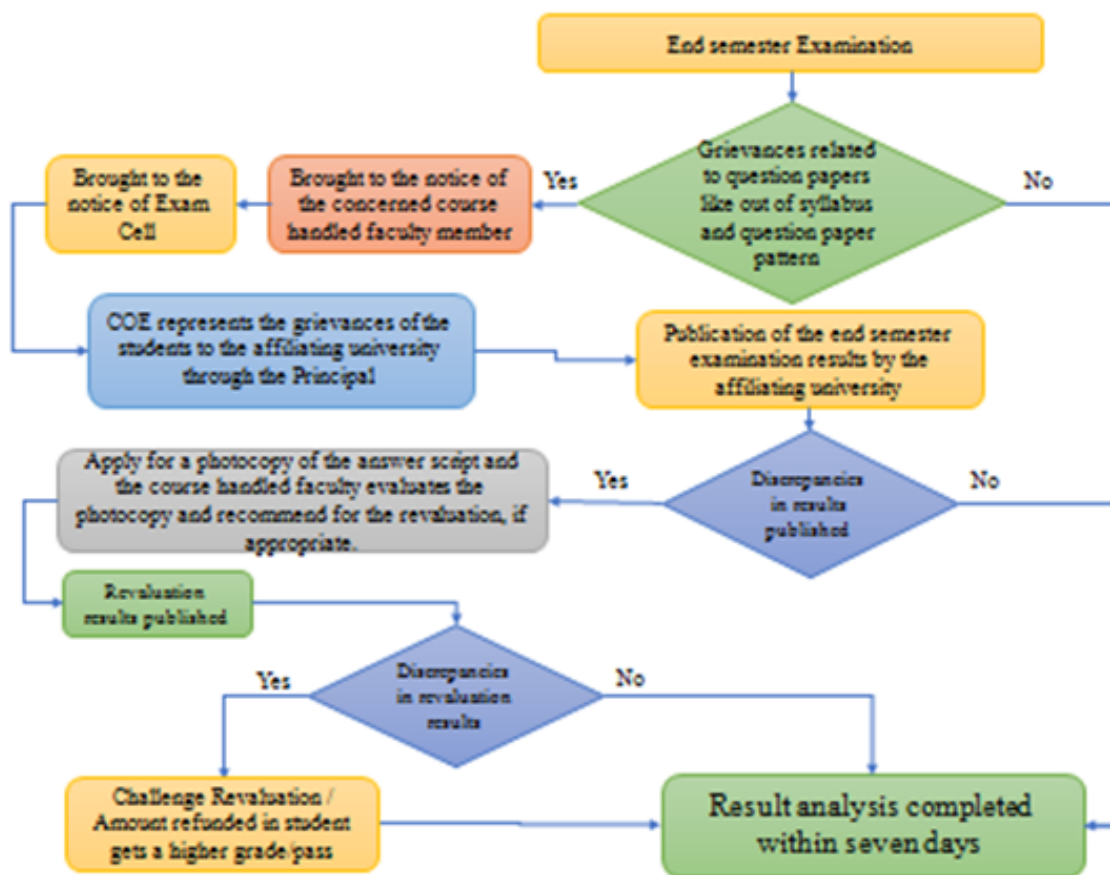 End semester Examination
Grievances related
to question papers
like out of syllabus
and question paper
pattern
Yes
No
Brought to the notice of
the concerned course
handled faculty member
Brought to the
notice of Exam
Cell
COE represents the grievances of the
students to the affiliating university
through the Principal
Publication of the end semester
examination results by the
affiliating university
Discrepancies
in results
published
Yes
No
Apply for a photocopy of the answer script and
the course handled faculty evaluates the
photocopy and recommend for the revaluation, if
appropriate.
Revaluation
results published
Discrepancies
in revaluation
results
Yes
No
Challenge Revaluation /
Amount refunded in student
gets a higher grade/pass
Result analysis completed
within seven days